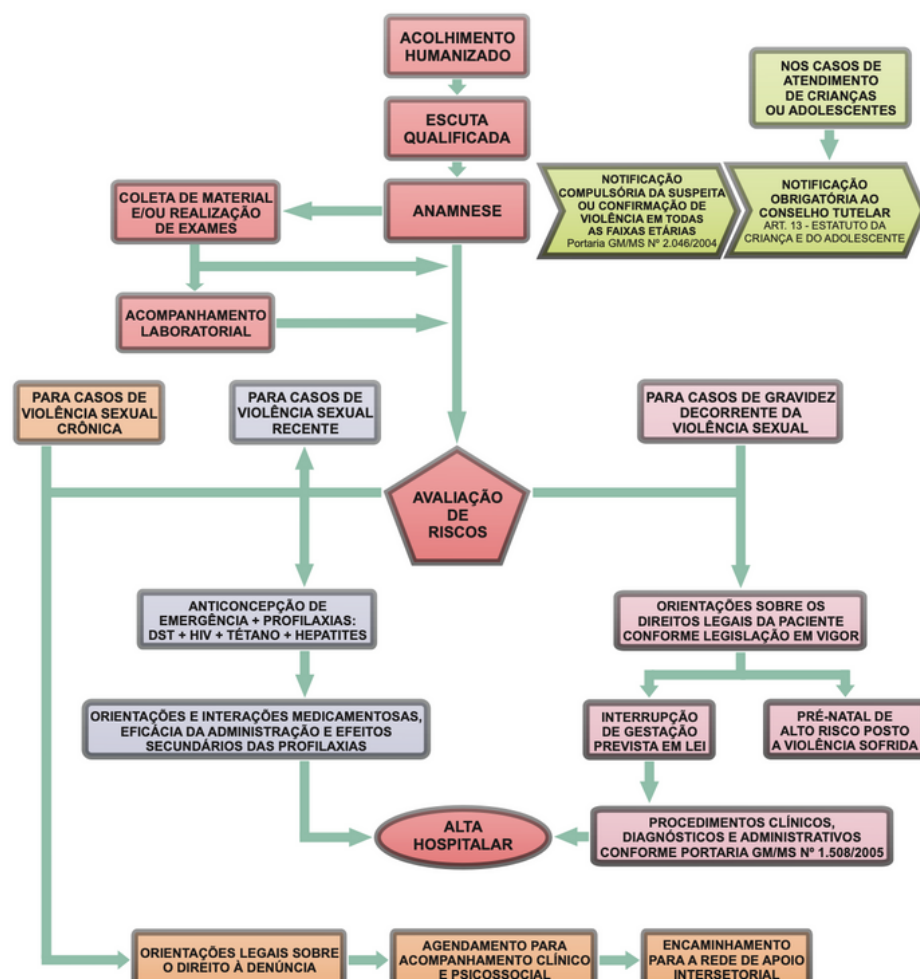 ACOLHIMENTO
HUMANIZADO
ESCUTA
QUALIFICADA
ANAMNESE
COLETA DE MATERIAL
E/OU REALIZAÇÃO
DE EXAMES
ACOMPANHAMENTO
LABORATORIAL
NOS CASOS DE
ATENDIMENTO
DE CRIANÇAS
OU ADOLESCENTES
NOTIFICAÇÃO
COMPULSÓRIA DA SUSPEITA
OU CONFIRMAÇÃO DE
VIOLÊNCIA EM TODAS
AS FAIXAS ETÁRIAS
Portaria GM/MS Nº 2.046/2004
NOTIFICAÇÃO
OBRIGATÓRIA AO
CONSELHO TUTELAR
ART. 13 - ESTATUTO DA
CRIANÇA E DO ADOLESCENTE
PARA CASOS DE
VIOLÊNCIA SEXUAL
CRÔNICA
PARA CASOS DE
VIOLÊNCIA SEXUAL
RECENTE
PARA CASOS DE GRAVIDEZ
DECORRENTE DA
VIOLÊNCIA SEXUAL
AVALIAÇÃO
DE
RISCOS
ANTICONCEPÇÃO DE
EMERGÊNCIA + PROFILAXIAS:
DST + HIV + TÉTANO + HEPATITES
ORIENTAÇÕES E INTERAÇÕES MEDICAMENTOSAS,
EFICÁCIA DA ADMINISTRAÇÃO E EFEITOS
SECUNDÁRIOS DAS PROFILAXIAS
ORIENTAÇÕES SOBRE OS
DIREITOS LEGAIS DA PACIENTE
CONFORME LEGISLAÇÃO EM VIGOR
INTERRUPÇÃO
DE GESTAÇÃO
PREVISTA EM LEI
PRÉ-NATAL DE
ALTO RISCO POSTO
A VIOLÊNCIA SOFRIDA
ALTA
HOSPITALAR
PROCEDIMENTOS CLÍNICOS,
DIAGNÓSTICOS E ADMINISTRATIVOS
CONFORME PORTARIA GM/MS Nº 1.508/2005
ORIENTAÇÕES LEGAIS SOBRE
O DIREITO À DENÚNCIA
AGENDAMENTO PARA
ACOMPANHAMENTO CLÍNICO
E PSICOSSOCIAL
ENCAMINHAMENTO
PARA A REDE DE APOIO
INTERSETORIAL